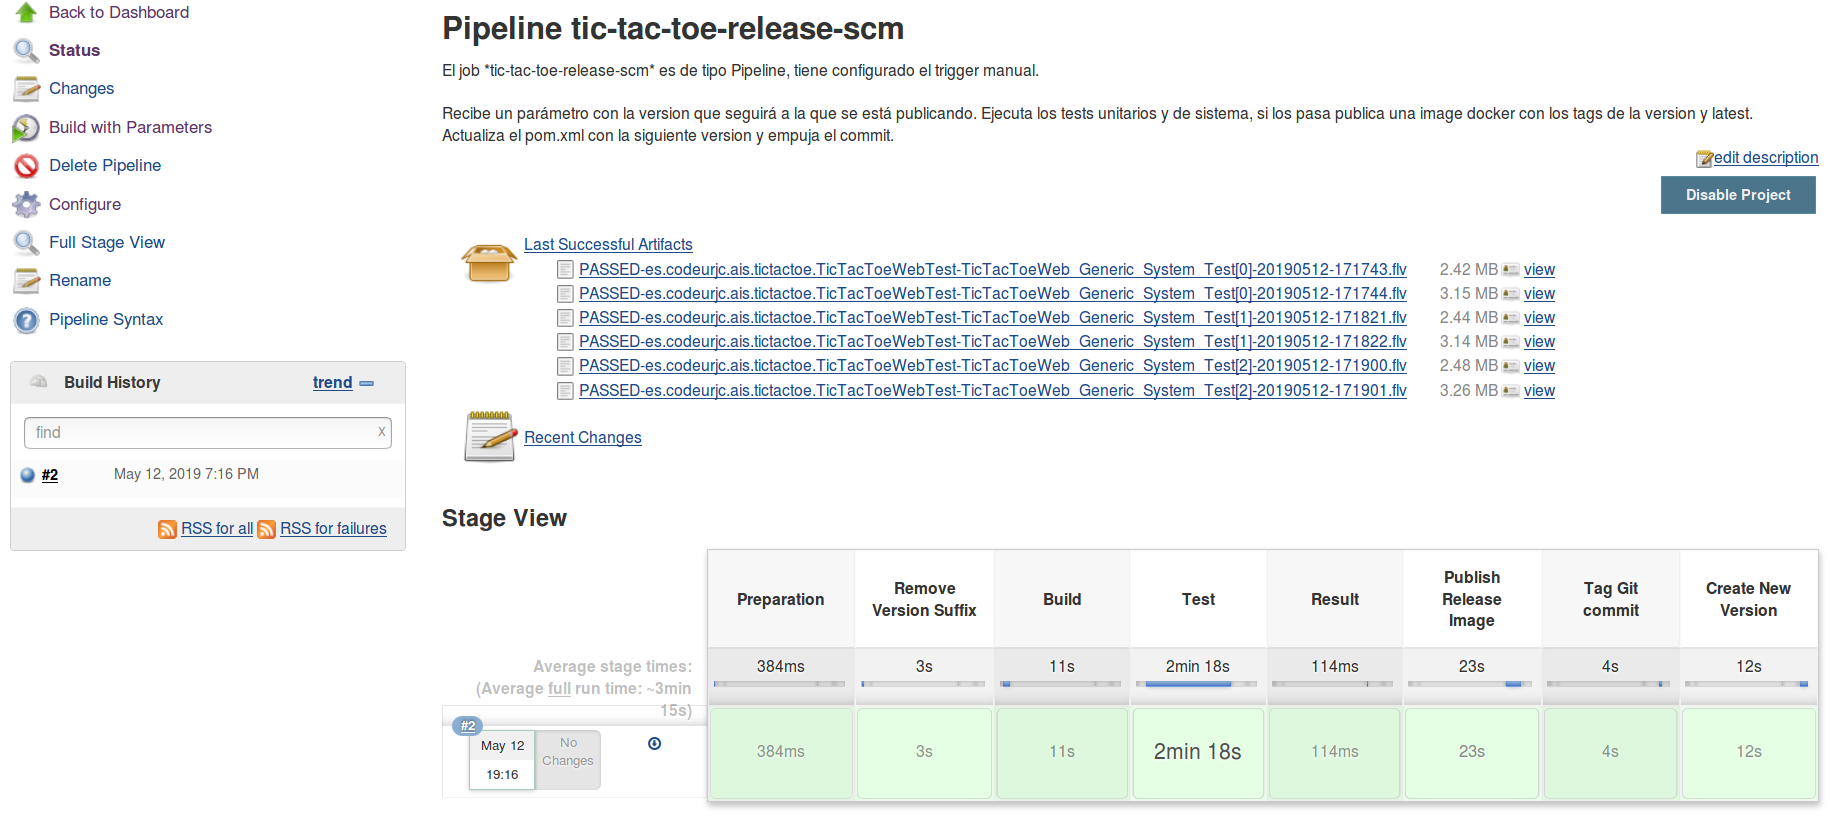 Back to Dashboard
Status
Changes
Build with Parameters
Delete Pipeline
Configure
Full Stage View
Rename
Pipeline Syntax
Build History
trend
find
x
#2
May 12, 2019 7:16 PM
RSS for all
RSS for failures
Pipeline tic-tac-toe-release-scm
El job *tic-tac-toe-release-scm* es de tipo Pipeline, tiene configurado el trigger manual.
Recibe un parámetro con la version que seguirá a la que se está publicando. Ejecuta los tests unitarios y de sistema, si los pasa publica una image docker con los tags de la version y latest.
Actualiza el pom.xml con la siguiente version y empuja el commit.
edit description
Disable Project
Last Successful Artifacts
PASSED-es.codeurjc.ais.tictactoe.TicTacToeWebTest-TicTacToeWeb_Generic_System_Test[0]-20190512-171743.flv 2.42 MB view
PASSED-es.codeurjc.ais.tictactoe.TicTacToeWebTest-TicTacToeWeb_Generic_System_Test[0]-20190512-171744.flv 3.15 MB view
PASSED-es.codeurjc.ais.tictactoe.TicTacToeWebTest-TicTacToeWeb_Generic_System_Test[1]-20190512-171821.flv 2.44 MB view
PASSED-es.codeurjc.ais.tictactoe.TicTacToeWebTest-TicTacToeWeb_Generic_System_Test[1]-20190512-171822.flv 3.14 MB view
PASSED-es.codeurjc.ais.tictactoe.TicTacToeWebTest-TicTacToeWeb_Generic_System_Test[2]-20190512-171900.flv 2.48 MB view
PASSED-es.codeurjc.ais.tictactoe.TicTacToeWebTest-TicTacToeWeb_Generic_System_Test[2]-20190512-171901.flv 3.26 MB view
Recent Changes
Stage View
Preparation
Remove
Version Suffix
Build
Test
Result
Publish
Release
Image
Tag Git
commit
Create New
Version
Average stage times:
(Average full run time: ~3min
15s)
384ms
3s
11s
2min 18s
114ms
23s
4s
12s
#2
May 12
19:16
No
Changes
384ms
3s
11s
2min 18s
114ms
23s
4s
12s